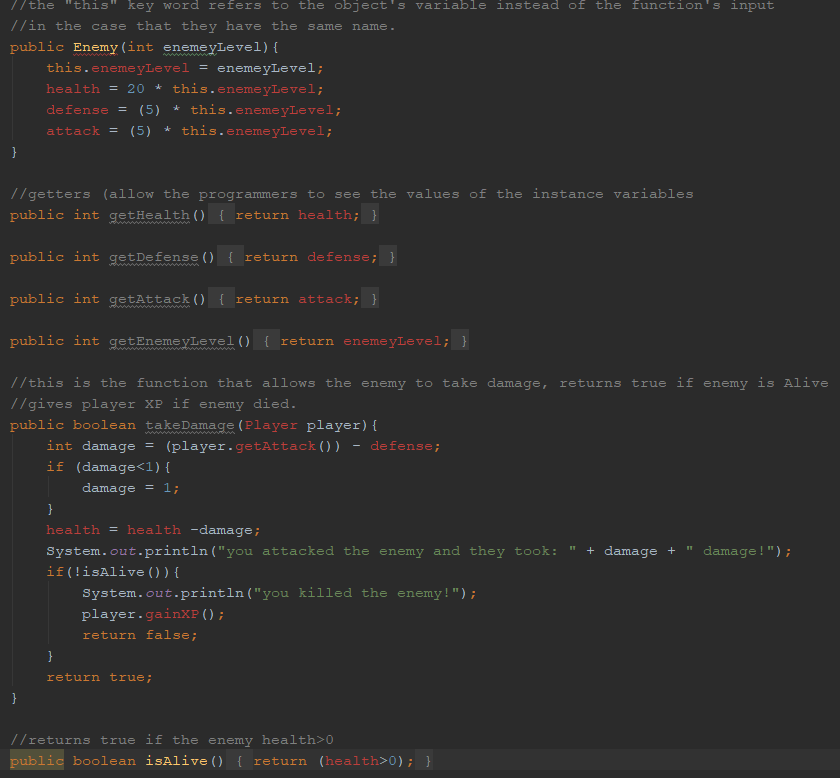 //the "this" key word refers to the object's variable instead of the function's input
//in the case that they have the same name.
public Enemy(int enemeyLevel){
    this.enemeyLevel = enemeyLevel;
    health = 20 * this.enemeyLevel;
    defense = (5) * this.enemeyLevel;
    attack = (5) * this.enemeyLevel;
}
//getters (allow the programmers to see the values of the instance variables
public int getHealth() { return health; }
public int getDefense() { return defense; }
public int getAttack() { return attack; }
public int getEnemeyLevel() { return enemeyLevel; }
//this is the function that allows the enemy to take damage, returns true if enemy is Alive
//gives player XP if enemy died.
public boolean takeDamage(Player player){
    int damage = (player.getAttack()) - defense;
    if (damage<1){
        damage = 1;
    }
    health = health -damage;
    System.out.println("you attacked the enemy and they took: " + damage + " damage!");
    if(!isAlive()){
        System.out.println("you killed the enemy!");
        player.gainXP();
        return false;
    }
    return true;
}
//returns true if the enemy health>0
public boolean isAlive() { return (health>0); }